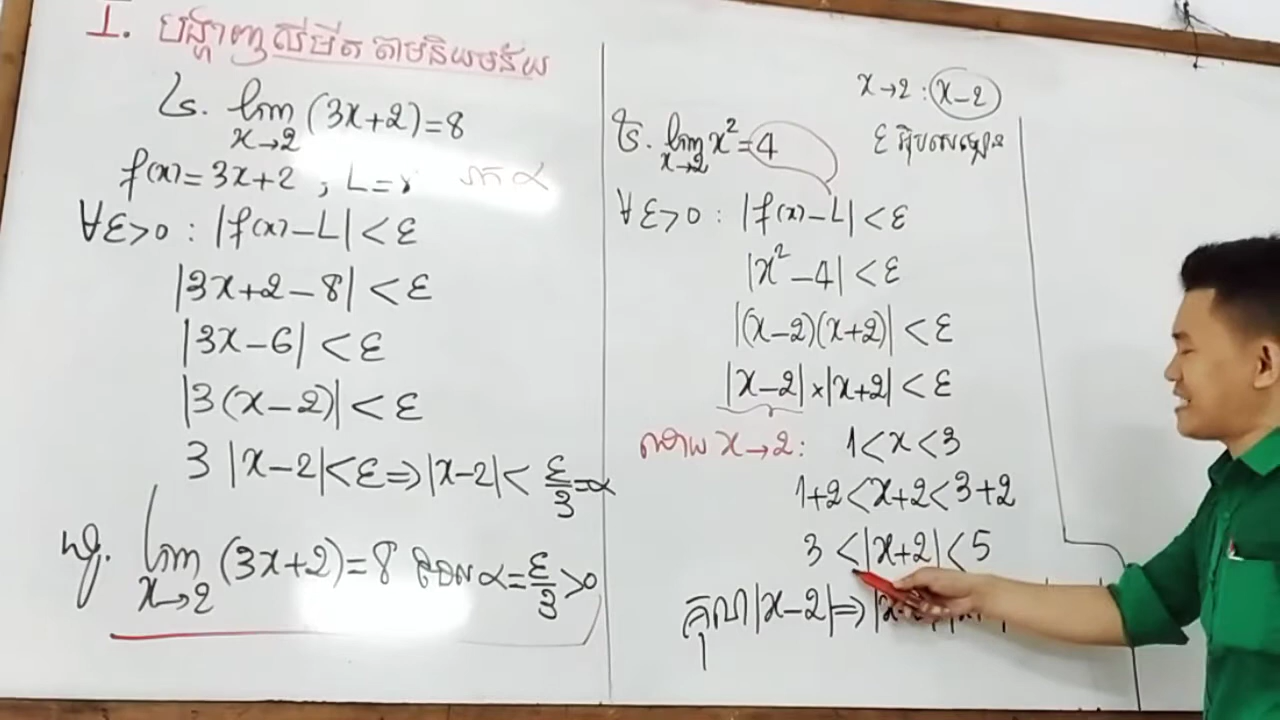 I. បង្ហាញលីមីតតាមនិយមន័យ
lim (3x+2)=8
x→2
f(x)=3x+2 , L=8 រក α
∀ε>0 : |f(x)-L|<ε
|3x+2-8|<ε
|3x-6|<ε
|3(x-2)|<ε
3|x-2|<ε⇒|x-2|<ε/3=α
lim (3x+2)=8 ដែល α=ε/3>0
x→2
x→2 : x-2
lim x²=4
x→2
∀ε>0 : |f(x)-L|<ε
|x²-4|<ε
|(x-2)(x+2)|<ε
|x-2|×|x+2|<ε
ដោយ x→2: 1<x<3
1+2<x+2<3+2
3<|x+2|<5
គុណ |x-2|⇒